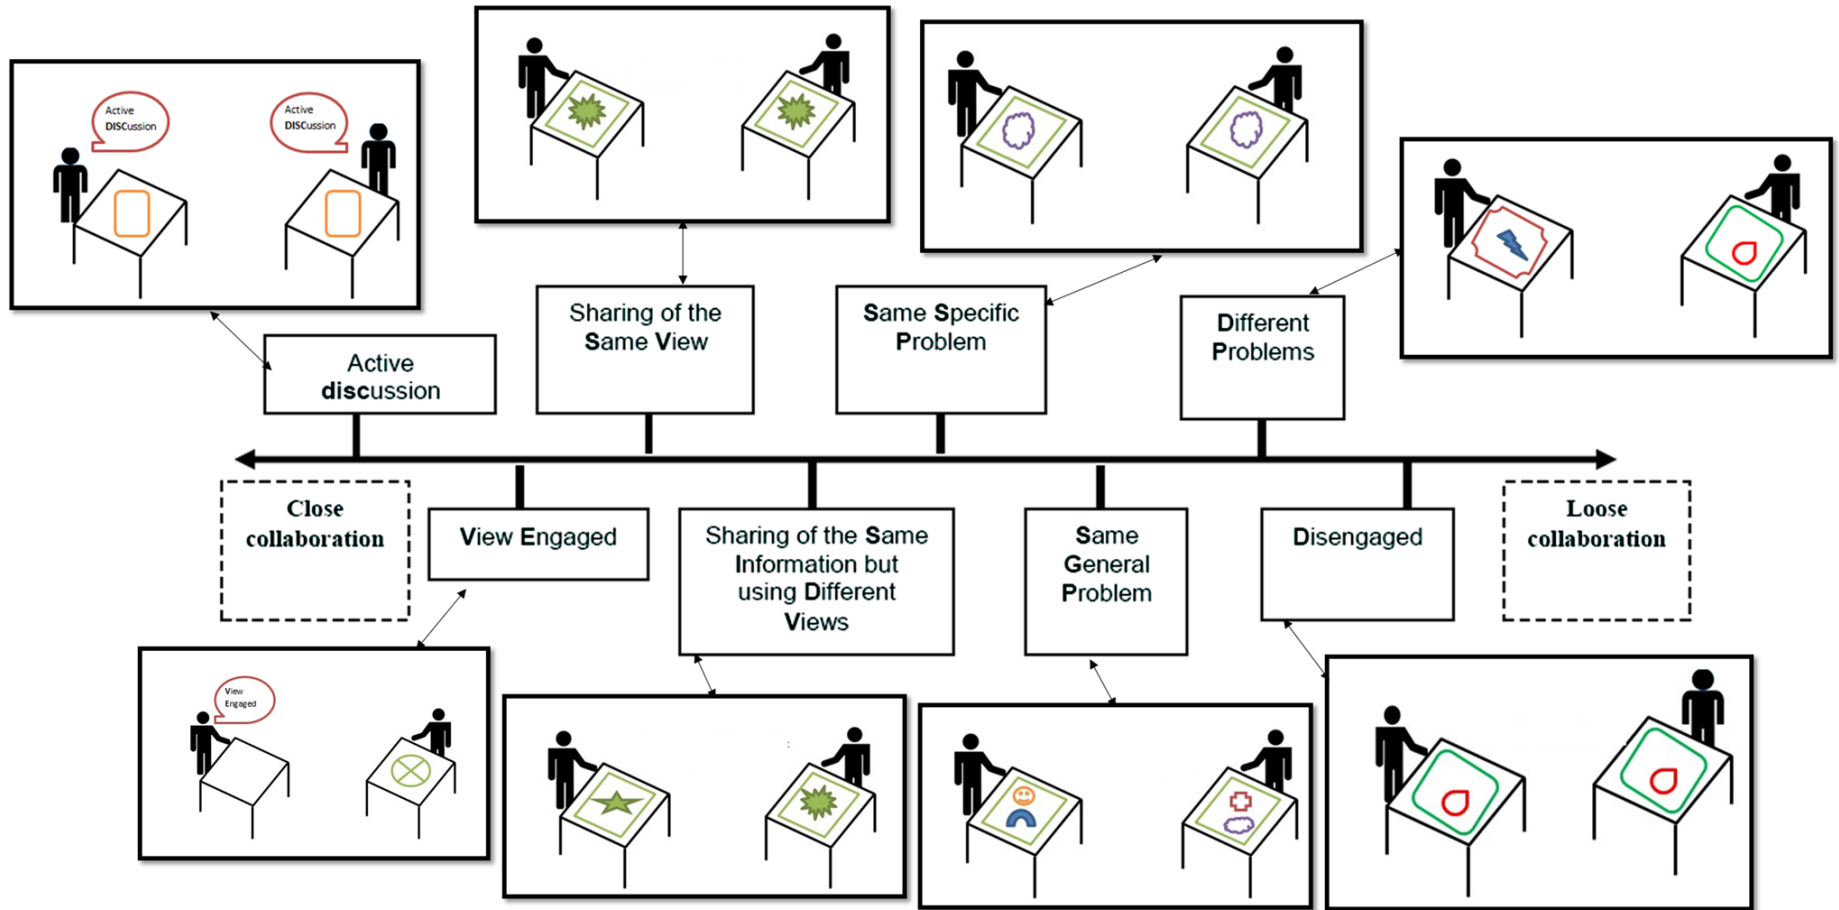 Active
DISCussion
Active
DISCussion
Sharing of the
Same View
Same Specific
Problem
Different
Problems
Active
discussion
Close
collaboration
View Engaged
Sharing of the Same
Information but
using Different
Views
Same
General
Problem
Disengaged
Loose
collaboration
View
Engaged
: